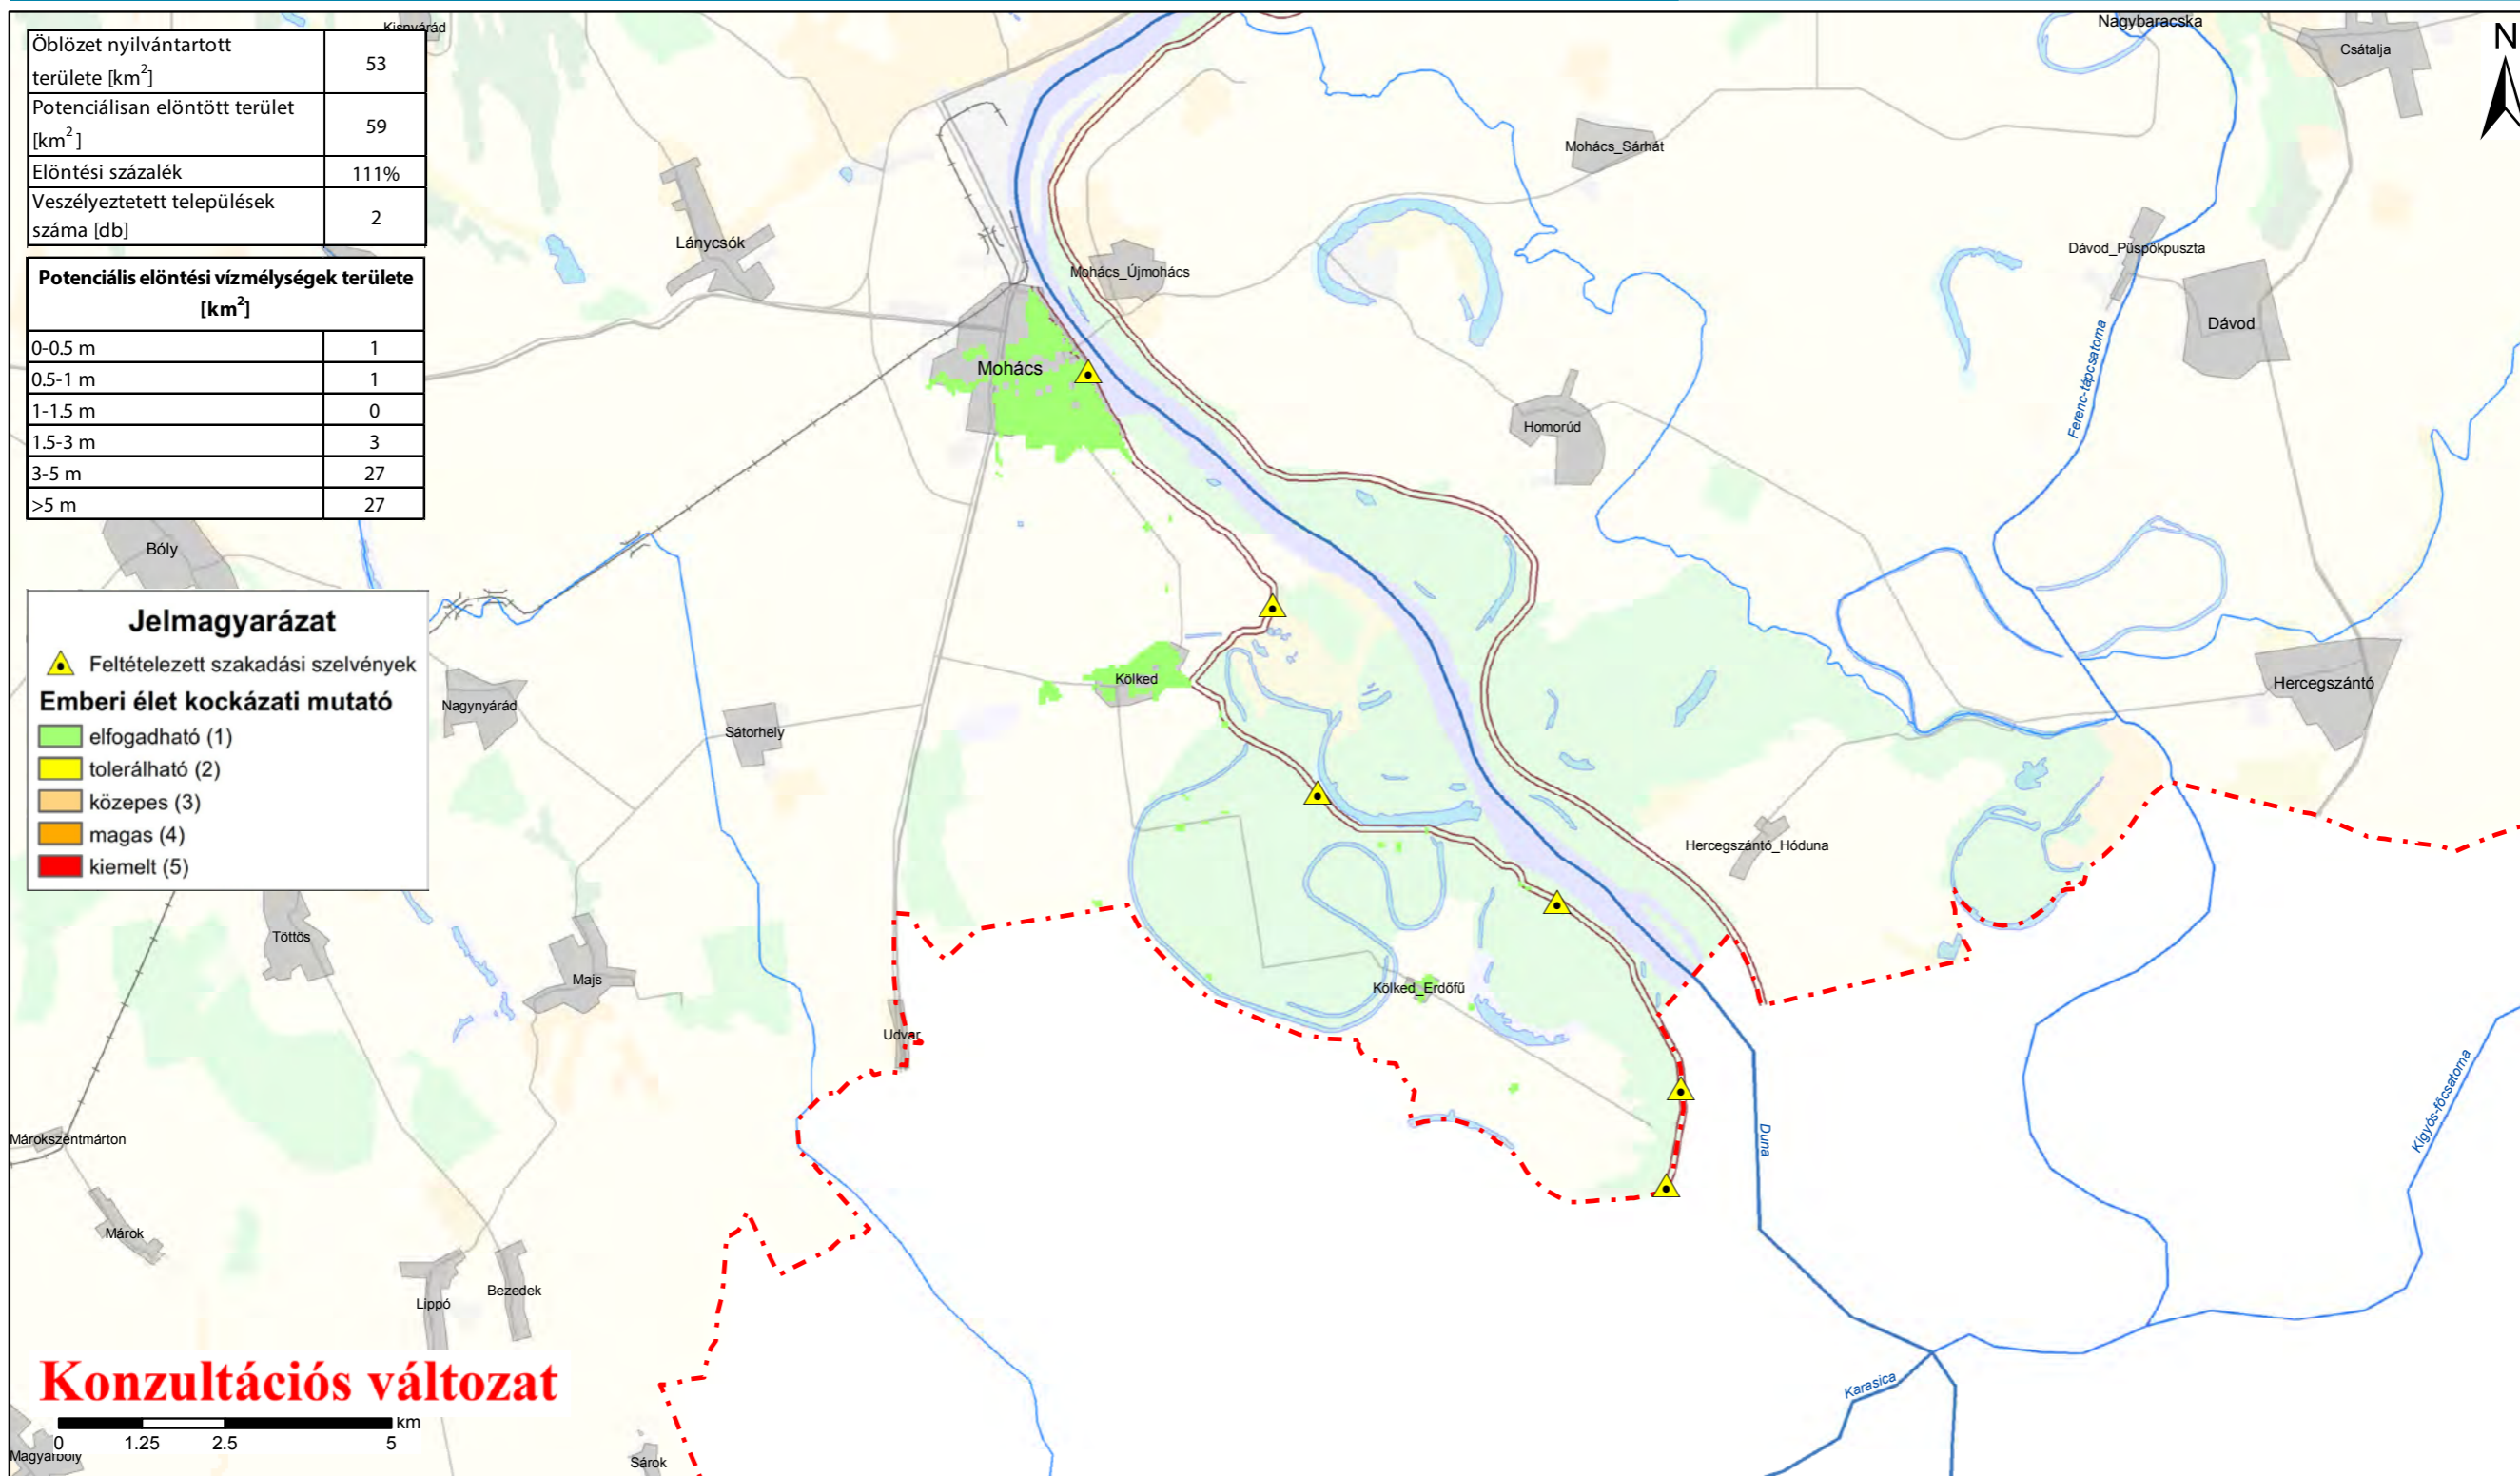 Öblözet nyilvántartott
területe [km²]
53
Potenciálisan elöntött terület
[km²]
59
Elöntési százalék
111%
Veszélyeztetett települések
száma [db]
2
Potenciális elöntési vízmélységek területe
[km²]
0-0.5 m
1
0.5-1 m
1
1-1.5 m
0
1.5-3 m
3
3-5 m
27
>5 m
27
Jelmagyarázat
Feltételezett szakadási szelvények
Emberi élet kockázati mutató
elfogadható (1)
tolerálható (2)
közepes (3)
magas (4)
kiemelt (5)
Kisnyárád
Nagybaracska
Csátalja
N
Mohács_Sárhát
Lánycsók
Mohács_Újmohács
Dávod_Püspökpuszta
Dávod
Ferenc-tápcsatorna
Mohács
Homorúd
Bóly
Kölked
Nagynyárád
Sátorhely
Hercegszántó
Hercegszántó_Hóduna
Töttös
Majs
Kölked_Erdőfű
Udvar
Duna
Kígyós-főcsatorna
Márokszentmárton
Márok
Lippó
Bezedek
Karasica
Konzultációs változat
km
0
1.25
2.5
5
Magyarbóly
Sárok